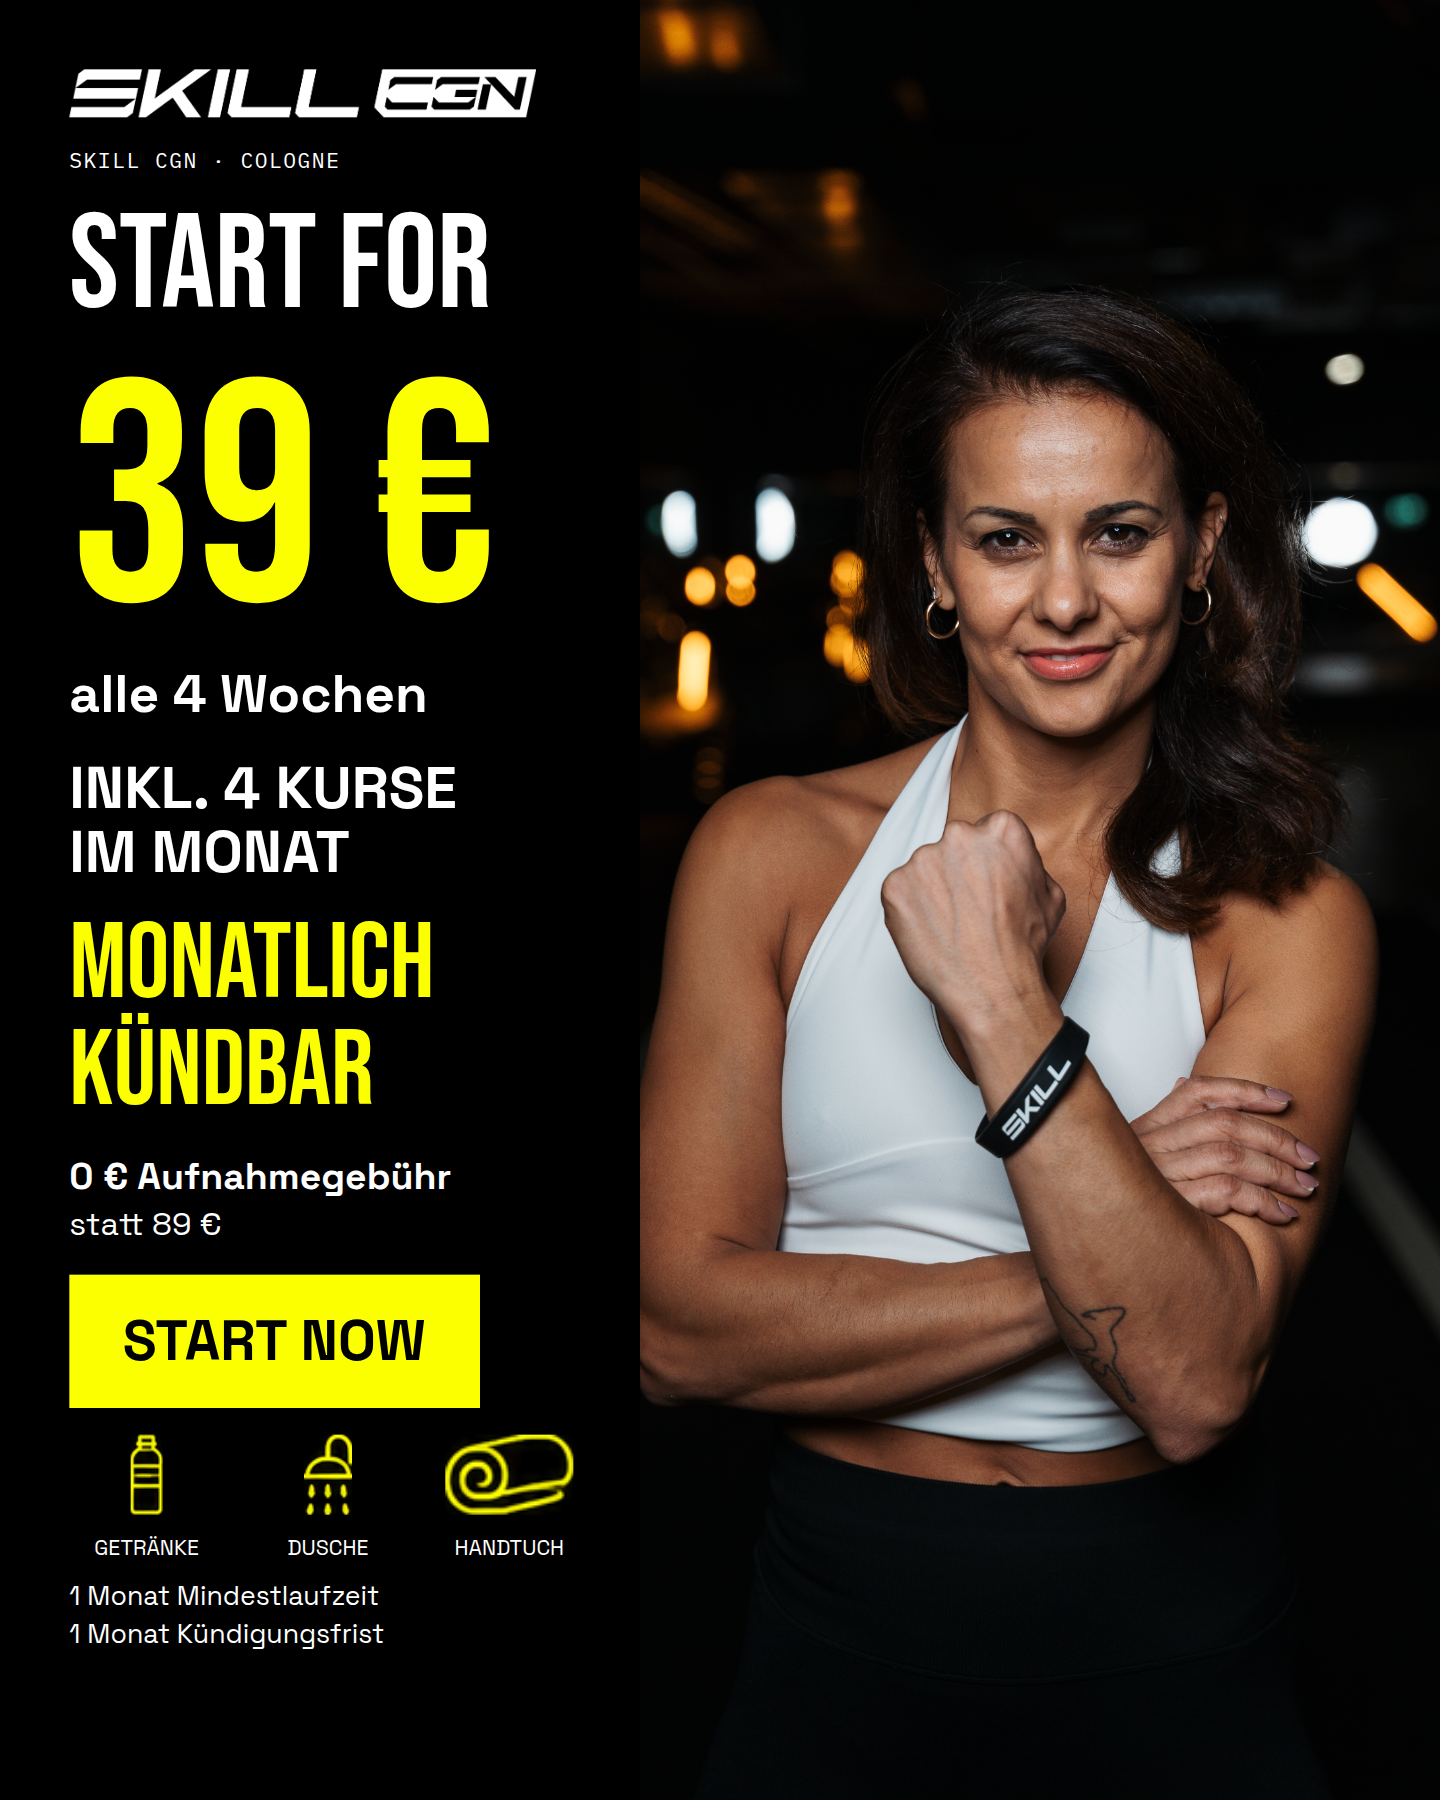 SKILL CGN
SKILL CGN · COLOGNE
START FOR
39 €
alle 4 Wochen
INKL. 4 KURSE
IM MONAT
MONATLICH
KÜNDBAR
0 € Aufnahmegebühr
statt 89 €
START NOW
GETRÄNKE DUSCHE HANDTUCH
1 Monat Mindestlaufzeit
1 Monat Kündigungsfrist
SKILL